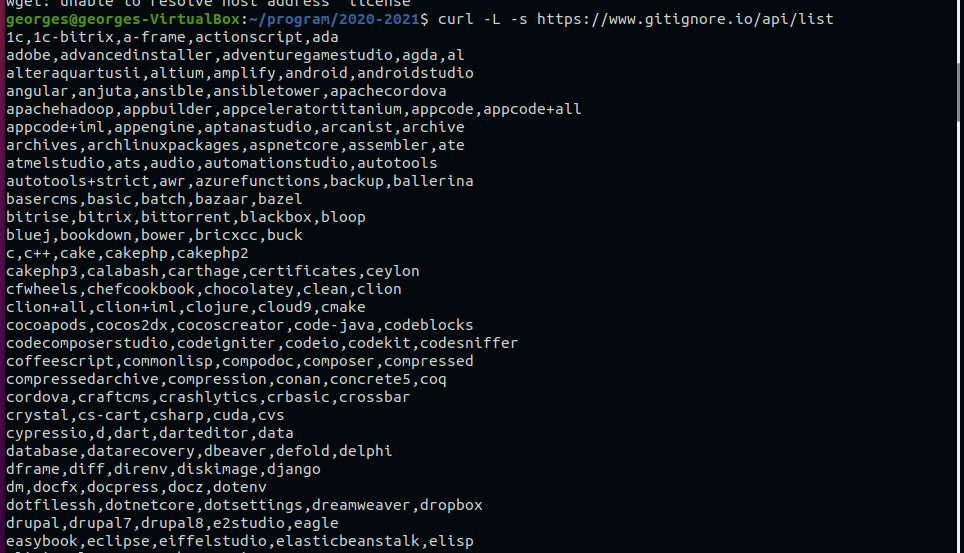 wget: unable to resolve host address 'license'
georges@georges-VirtualBox:~/program/2020-2021$ curl -L -s https://www.gitignore.io/api/list
1c,1c-bitrix,a-frame,actionscript,ada
adobe,advancedinstaller,adventuregamestudio,agda,al
alteraquartusii,altium,amplify,android,androidstudio
angular,anjuta,ansible,ansibletower,apachecordova
apachehadoop,appbuilder,appceleratortitanium,appcode,appcode+all
appcode+iml,appengine,aptanastudio,arcanist,archive
archives,archlinuxpackages,aspnetcore,assembler,ate
atmelstudio,ats,audio,automationstudio,autotools
autotools+strict,awr,azurefunctions,backup,ballerina
basercms,basic,batch,bazaar,bazel
bitrise,bitrix,bittorrent,blackbox,bloop
bluej,bookdown,bower,bricxcc,buck
c,c++,cake,cakephp,cakephp2
cakephp3,calabash,carthage,certificates,ceylon
cfwheels,chefcookbook,chocolatey,clean,clion
clion+all,clion+iml,clojure,cloud9,cmake
cocoapods,cocos2dx,cocoscreator,code-java,codeblocks
codecomposerstudio,codeigniter,codeio,codekit,codesniffer
coffeescript,commonlisp,compodoc,composer,compressed
compressedarchive,compression,conan,concrete5,coq
cordova,craftcms,crashlytics,crbasic,crossbar
crystal,cs-cart,csharp,cuda,cvs
cypressio,d,dart,darteditor,data
database,datarecovery,dbeaver,defold,delphi
dframe,diff,direnv,diskimage,django
dm,docfx,docpress,docz,dotenv
dotfilessh,dotnetcore,dotsettings,dreamweaver,dropbox
drupal,drupal7,drupal8,e2studio,eagle
easybook,eclipse,eiffelstudio,elasticbeanstalk,elisp